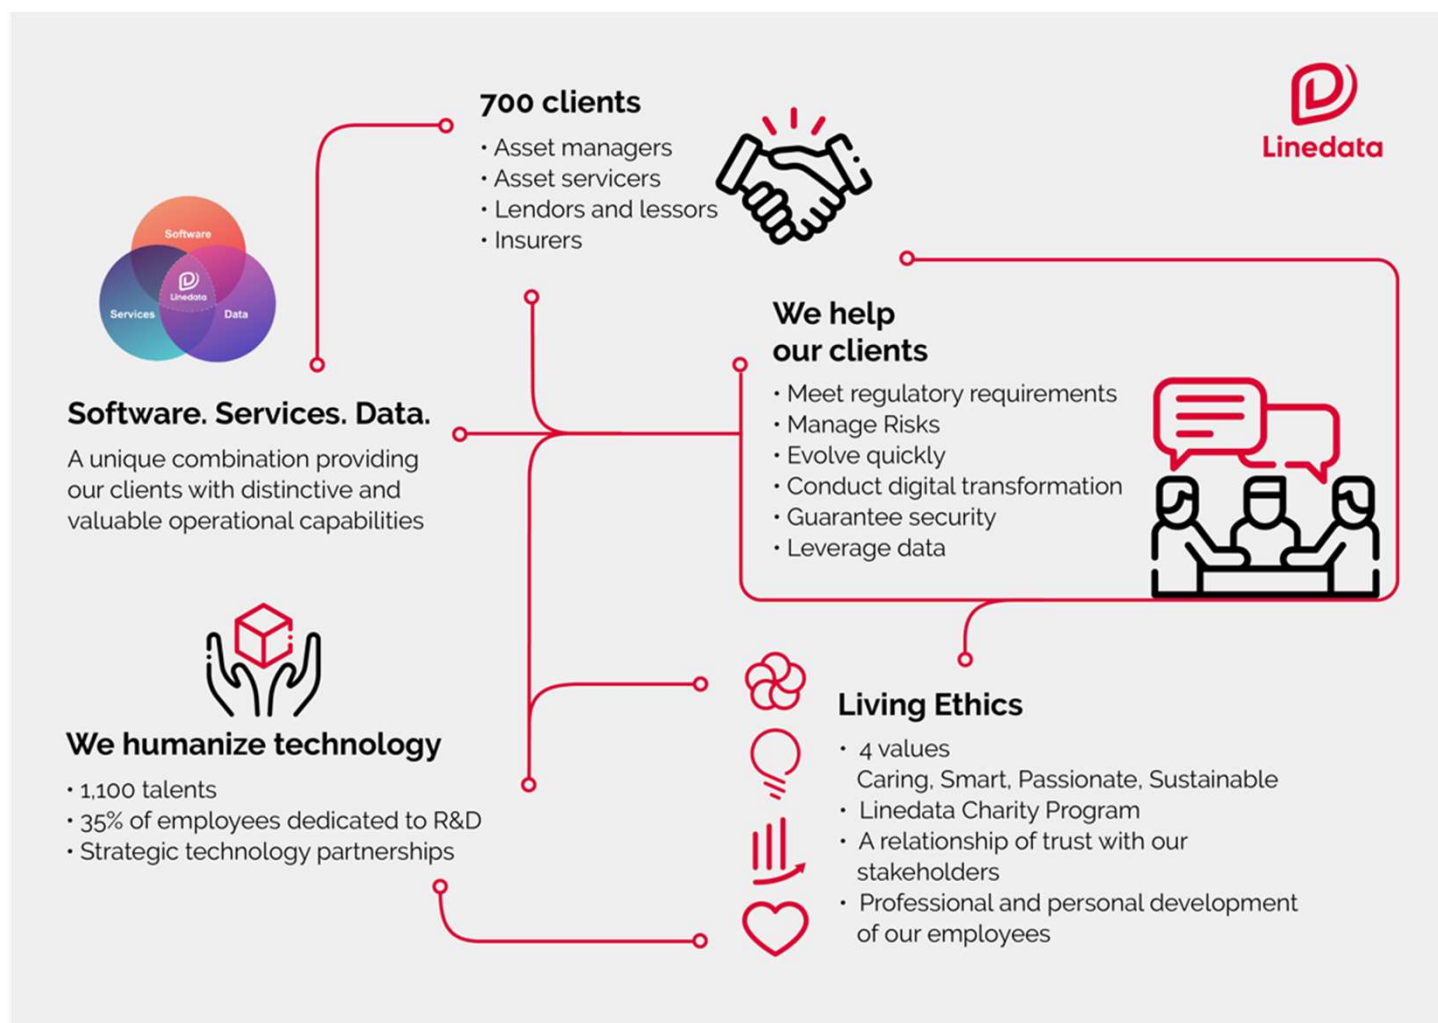 Linedata
700 clients
• Asset managers
• Asset servicers
• Lendors and lessors
• Insurers
Software
Linedata
Services
Data
Software. Services. Data.
A unique combination providing
our clients with distinctive and
valuable operational capabilities
We help
our clients
• Meet regulatory requirements
• Manage Risks
• Evolve quickly
• Conduct digital transformation
• Guarantee security
• Leverage data
We humanize technology
• 1,100 talents
• 35% of employees dedicated to R&D
• Strategic technology partnerships
Living Ethics
• 4 values
Caring, Smart, Passionate, Sustainable
• Linedata Charity Program
• A relationship of trust with our
stakeholders
• Professional and personal development
of our employees